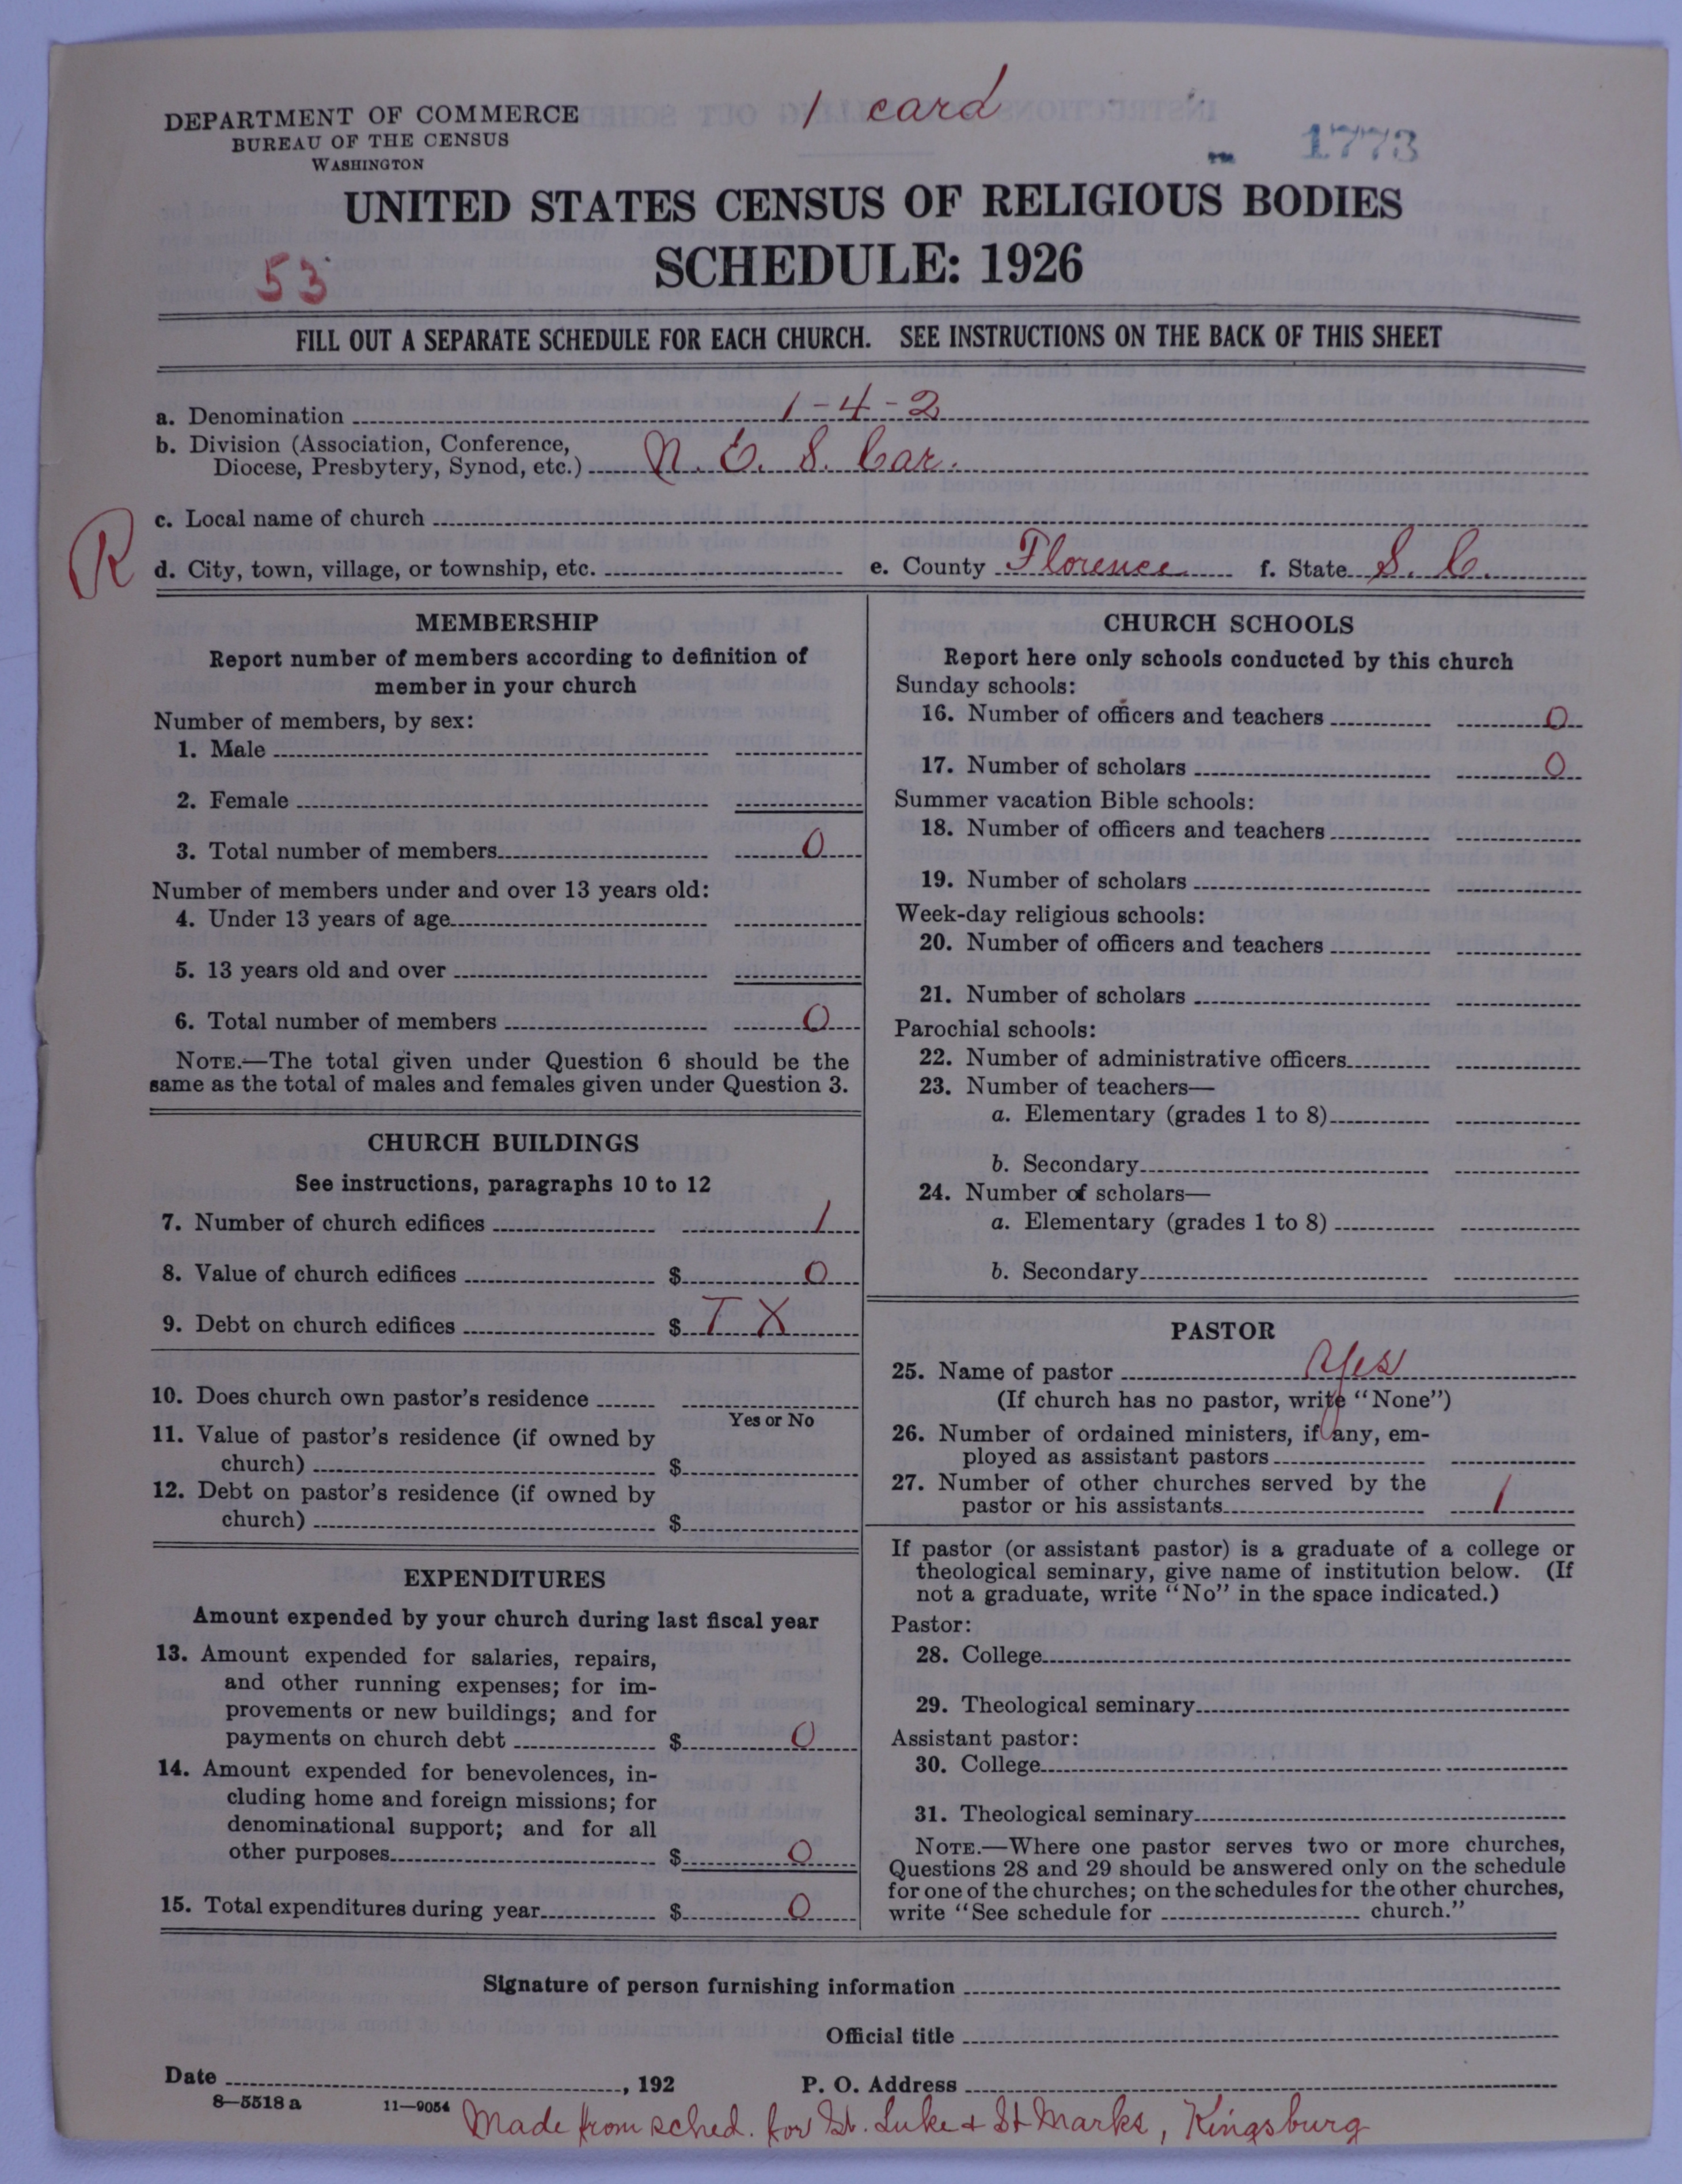 1 card
DEPARTMENT OF COMMERCE
BUREAU OF THE CENSUS
WASHINGTON
1773
UNITED STATES CENSUS OF RELIGIOUS BODIES
SCHEDULE: 1926
53
FILL OUT A SEPARATE SCHEDULE FOR EACH CHURCH. SEE INSTRUCTIONS ON THE BACK OF THIS SHEET
a. Denomination 1-4-2
b. Division (Association, Conference,
Diocese, Presbytery, Synod, etc.) N. E. S. Car.
c. Local name of church
R
d. City, town, village, or township, etc. e. County Florence f. State S. C.
MEMBERSHIP
Report number of members according to definition of
member in your church
Number of members, by sex:
1. Male
2. Female
3. Total number of members 0
Number of members under and over 13 years old:
4. Under 13 years of age
5. 13 years old and over
6. Total number of members 0
NOTE.—The total given under Question 6 should be the
same as the total of males and females given under Question 3.
CHURCH BUILDINGS
See instructions, paragraphs 10 to 12
7. Number of church edifices 1
8. Value of church edifices $ 0
9. Debt on church edifices $ T X
10. Does church own pastor's residence
Yes or No
11. Value of pastor's residence (if owned by
church) $
12. Debt on pastor's residence (if owned by
church) $
EXPENDITURES
Amount expended by your church during last fiscal year
13. Amount expended for salaries, repairs,
and other running expenses; for im-
provements or new buildings; and for
payments on church debt $ 0
14. Amount expended for benevolences, in-
cluding home and foreign missions; for
denominational support; and for all
other purposes $ 0
15. Total expenditures during year $ 0
CHURCH SCHOOLS
Report here only schools conducted by this church
Sunday schools:
16. Number of officers and teachers 0
17. Number of scholars 0
Summer vacation Bible schools:
18. Number of officers and teachers
19. Number of scholars
Week-day religious schools:
20. Number of officers and teachers
21. Number of scholars
Parochial schools:
22. Number of administrative officers
23. Number of teachers—
a. Elementary (grades 1 to 8)
b. Secondary
24. Number of scholars—
a. Elementary (grades 1 to 8)
b. Secondary
PASTOR
25. Name of pastor Yes
(If church has no pastor, write "None")
26. Number of ordained ministers, if any, em-
ployed as assistant pastors
27. Number of other churches served by the
pastor or his assistants 1
If pastor (or assistant pastor) is a graduate of a college or
theological seminary, give name of institution below. (If
not a graduate, write "No" in the space indicated.)
Pastor:
28. College
29. Theological seminary
Assistant pastor:
30. College
31. Theological seminary
NOTE.—Where one pastor serves two or more churches,
Questions 28 and 29 should be answered only on the schedule
for one of the churches; on the schedules for the other churches,
write "See schedule for church."
Signature of person furnishing information
Official title
Date , 192 P. O. Address
8—5518 a 11—9054
Made from sched. for St. Luke + St Marks, Kingsburg